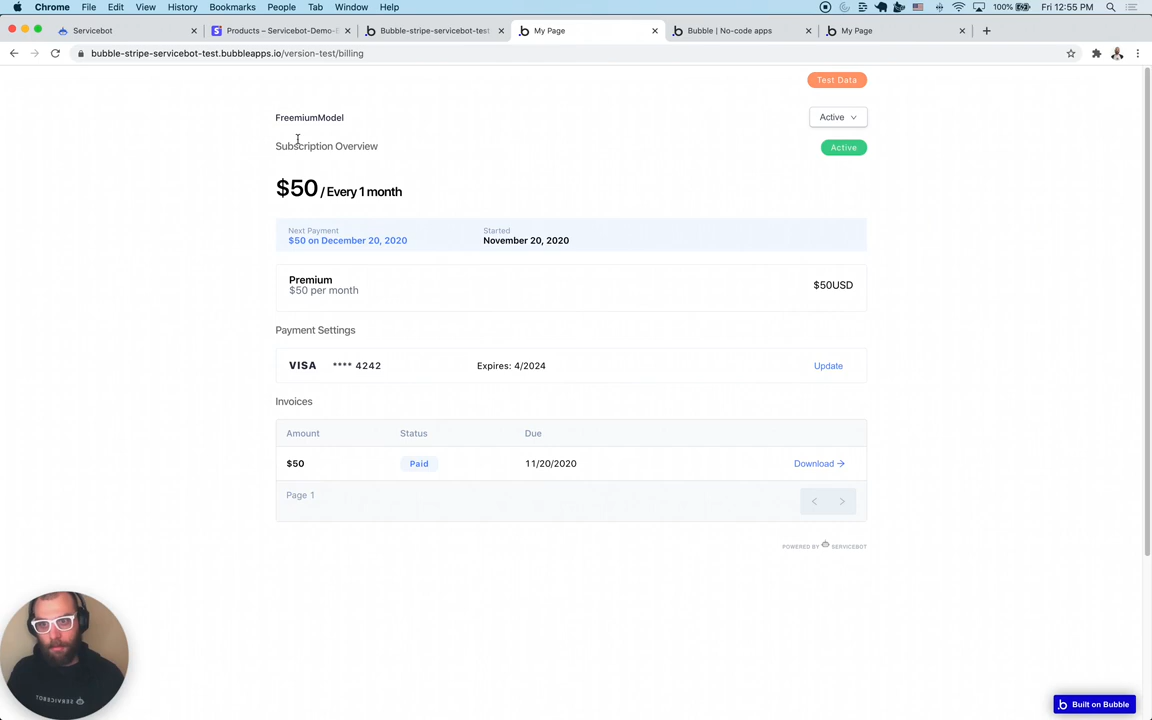 Chrome File Edit View History Bookmarks People Tab Window Help 100% Fri 12:55 PM
Servicebot Products – Servicebot-Demo- Bubble-stripe-servicebot-test My Page Bubble | No-code apps My Page
bubble-stripe-servicebot-test.bubbleapps.io/version-test/billing
Test Data
FreemiumModel Active
Subscription Overview Active
$50 / Every 1 month
Next Payment Started
$50 on December 20, 2020 November 20, 2020
Premium
$50 per month $50USD
Payment Settings
VISA **** 4242 Expires: 4/2024 Update
Invoices
Amount Status Due
$50 Paid 11/20/2020 Download →
Page 1
POWERED BY SERVICEBOT
SERVICEBOT
Built on Bubble